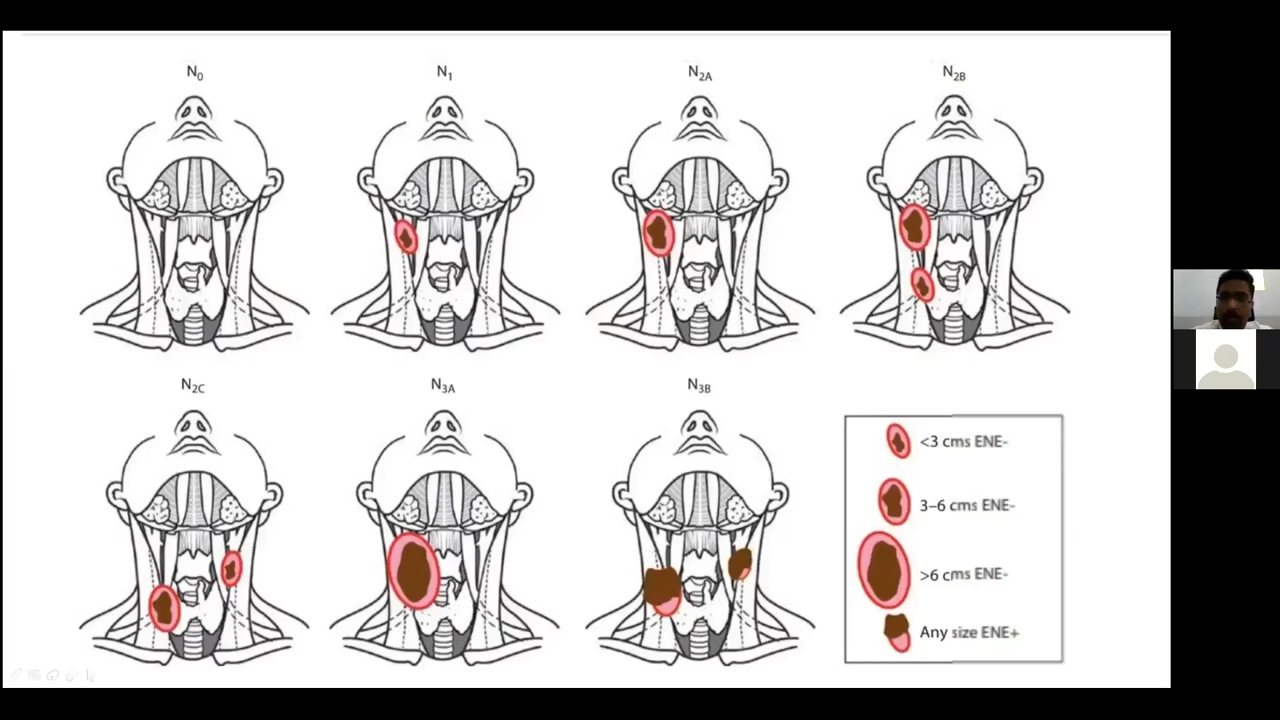 N0
N1
N2A
N2B
N2C
N3A
N3B
<3 cms ENE-
3–6 cms ENE-
>6 cms ENE-
Any size ENE+